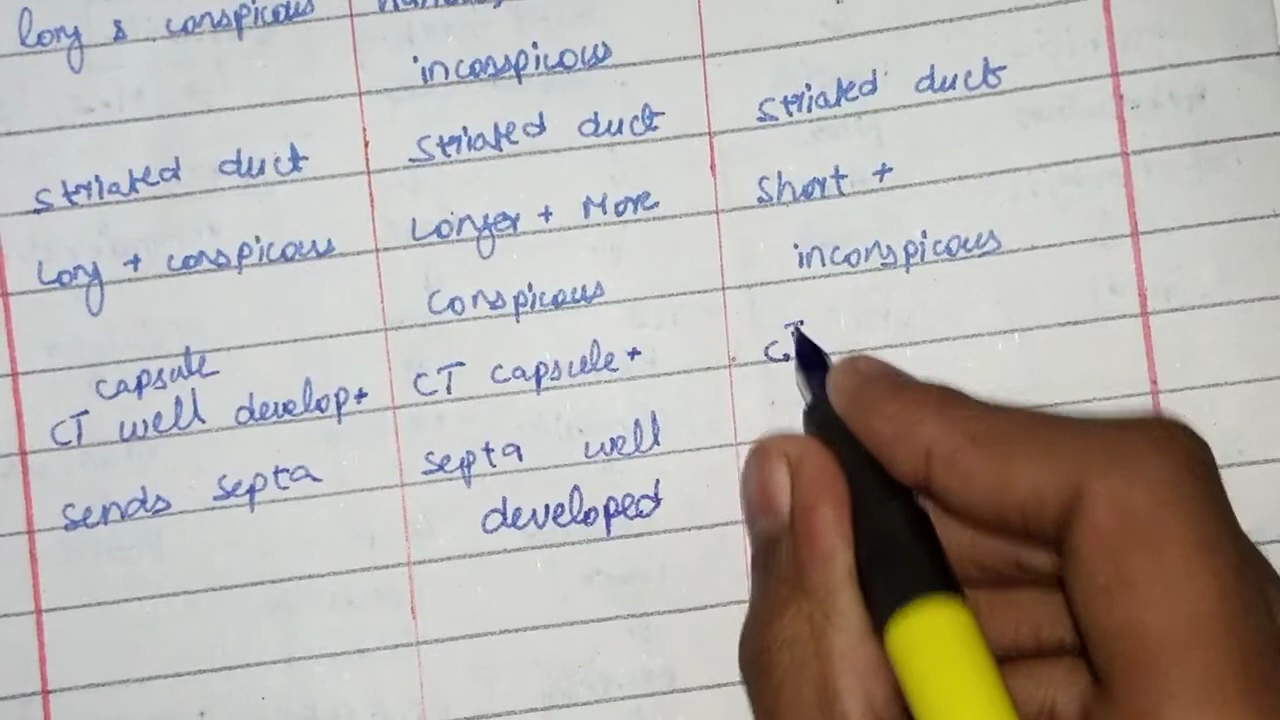 long & conspicous
inconspicous
striated duct
striated duct
striated duct
long + conspicous
Longer + More
conspicous
short +
inconspicous
capsule
CT well develop+
sends septa
CT capsule +
septa well
developed
CT